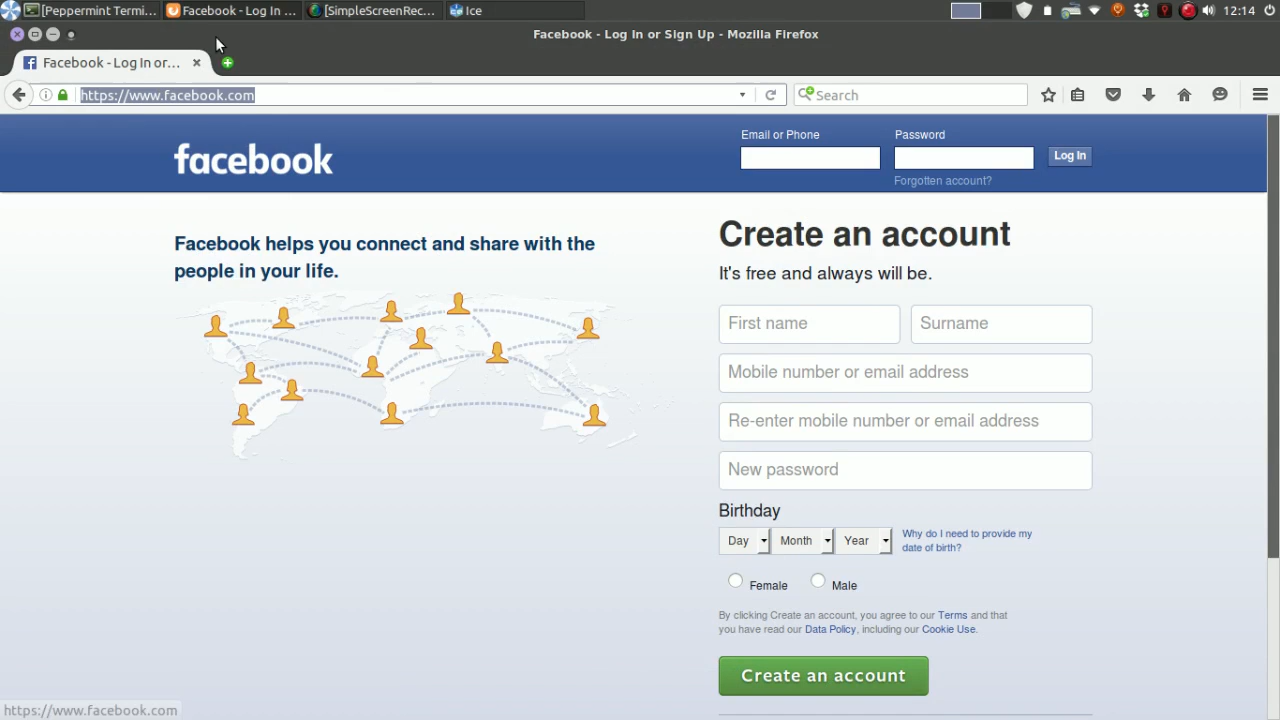 [Peppermint Termi...
Facebook - Log In ...
[SimpleScreenRec...
Ice
12:14
Facebook - Log In or Sign Up - Mozilla Firefox
Facebook - Log In or...
https://www.facebook.com
Search
facebook
Email or Phone
Password
Log In
Forgotten account?
Facebook helps you connect and share with the
people in your life.
Create an account
It's free and always will be.
First name
Surname
Mobile number or email address
Re-enter mobile number or email address
New password
Birthday
Day
Month
Year
Why do I need to provide my
date of birth?
Female
Male
By clicking Create an account, you agree to our Terms and that
you have read our Data Policy, including our Cookie Use.
Create an account
https://www.facebook.com